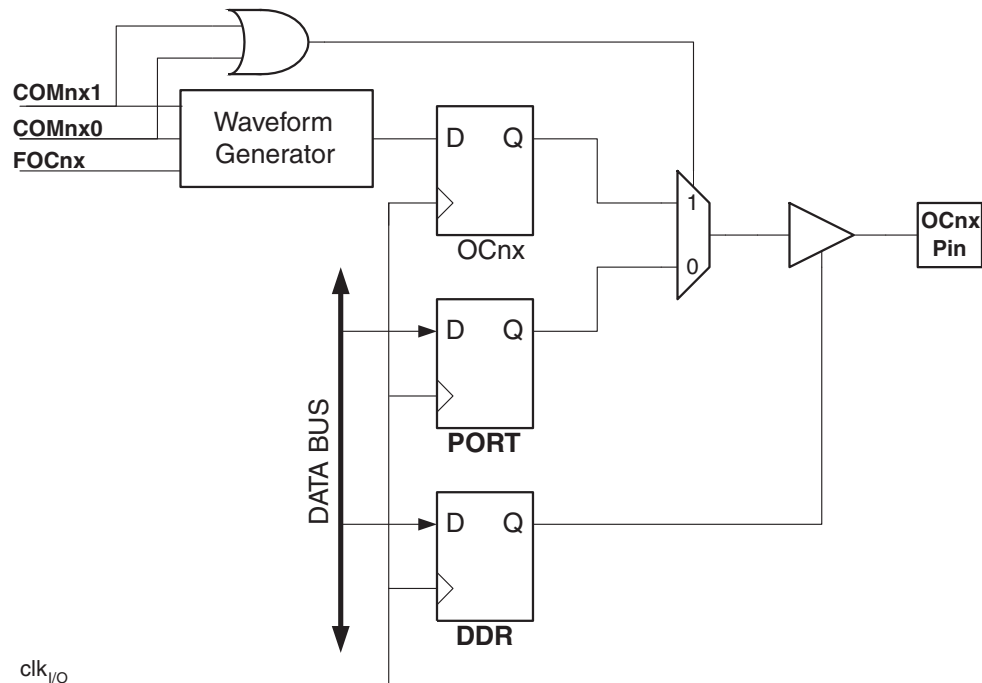 COMnx1
COMnx0
FOCnx
Waveform
Generator
D Q
OCnx
1
0
OCnx
Pin
D Q
PORT
DATA BUS
D Q
DDR
clkI/O